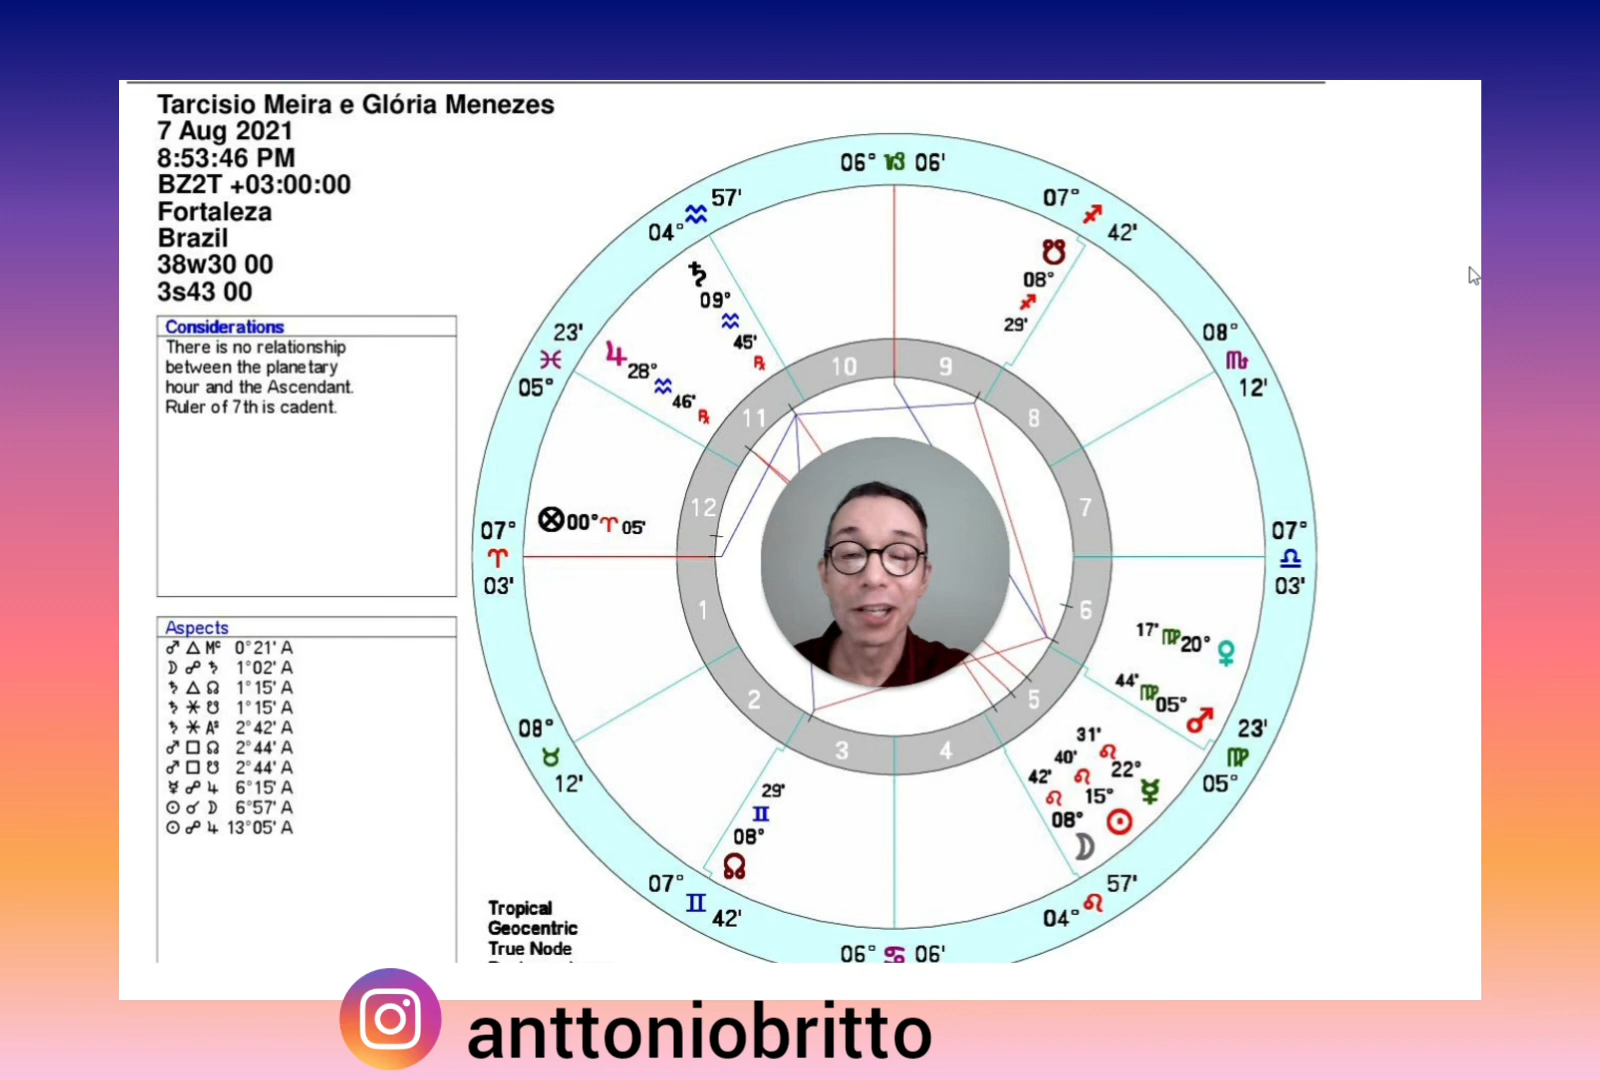 Tarcisio Meira e Glória Menezes
7 Aug 2021
8:53:46 PM
BZ2T +03:00:00
Fortaleza
Brazil
38w30 00
3s43 00
Considerations
There is no relationship
between the planetary
hour and the Ascendant.
Ruler of 7th is cadent.
Aspects
♂ △ Mc 0°21' A
☽ ☍ ♄ 1°02' A
♄ △ ☊ 1°15' A
♄ ⚹ ☋ 1°15' A
♄ ⚹ As 2°42' A
♂ □ ☊ 2°44' A
♂ □ ☋ 2°44' A
☿ ☍ ♃ 6°15' A
☉ ☌ ☽ 6°57' A
☉ ☍ ♃ 13°05' A
06° ♑ 06'
07° ♐ 42'
08° ♏ 12'
07° ♎ 03'
23' ♍ 05°
57' ♌ 04°
06° ♋ 06'
07° ♊ 42'
08° ♉ 12'
07° ♈ 03'
23' ♓ 05°
57' ♒ 04°
☋ 08° ♐ 29'
♄ 09° ♒ 45' ℞
♃ 28° ♒ 46' ℞
⊗ 00° ♈ 05'
29' ♊ 08° ☊
17' ♍ 20° ♀
44' ♍ 05° ♂
31' ♌ 22° ☿
40' ♌ 15° ☉
42' ♌ 08° ☽
1
2
3
4
5
6
7
8
9
10
11
12
Tropical
Geocentric
True Node
anttoniobritto